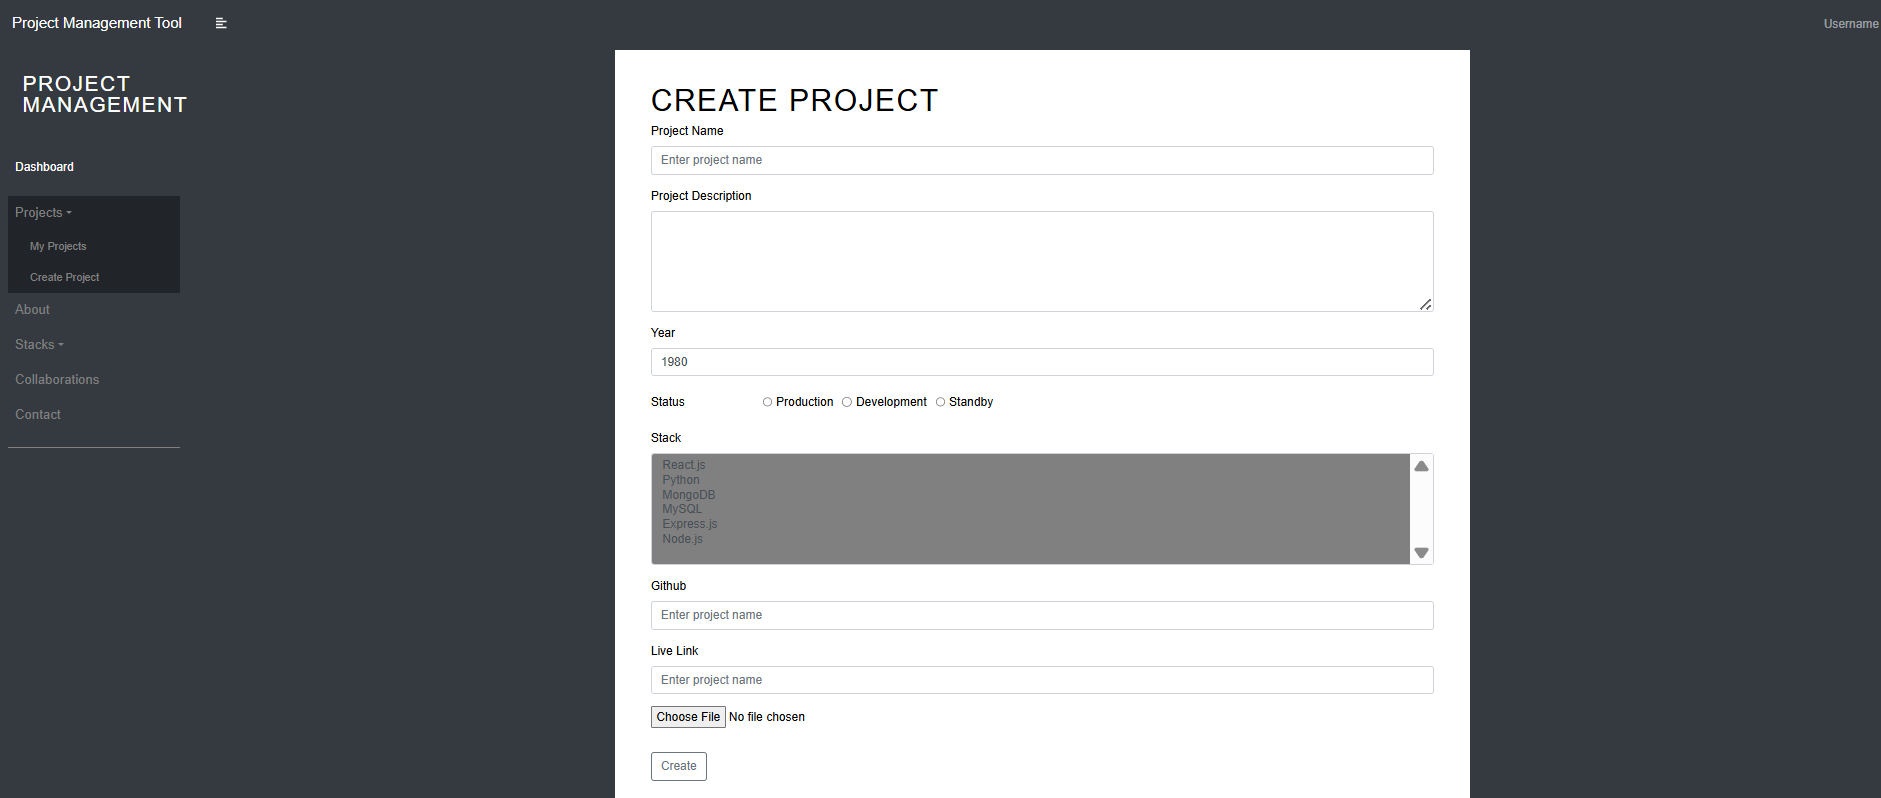 Project Management Tool
Username
PROJECT
MANAGEMENT
Dashboard
Projects
My Projects
Create Project
About
Stacks
Collaborations
Contact
CREATE PROJECT
Project Name
Enter project name
Project Description
Year
1980
Status Production Development Standby
Stack
React.js
Python
MongoDB
MySQL
Express.js
Node.js
Github
Enter project name
Live Link
Enter project name
Choose File No file chosen
Create